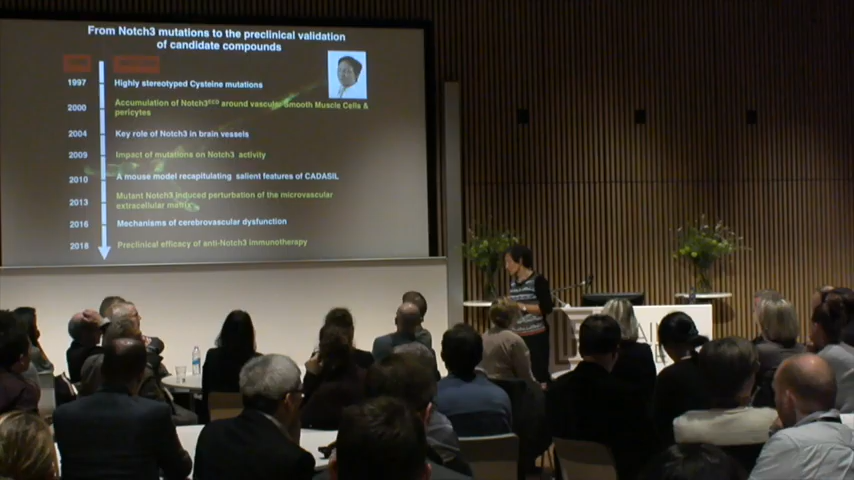 From Notch3 mutations to the preclinical validation
of candidate compounds
1997 Highly stereotyped Cysteine mutations
2000 Accumulation of Notch3ECD around vascular Smooth Muscle Cells &
pericytes
2004 Key role of Notch3 in brain vessels
2009 Impact of mutations on Notch3 activity
2010 A mouse model recapitulating salient features of CADASIL
2013 Mutant Notch3 induced perturbation of the microvascular
extracellular matrix
2016 Mechanisms of cerebrovascular dysfunction
2018 Preclinical efficacy of anti-Notch3 immunotherapy